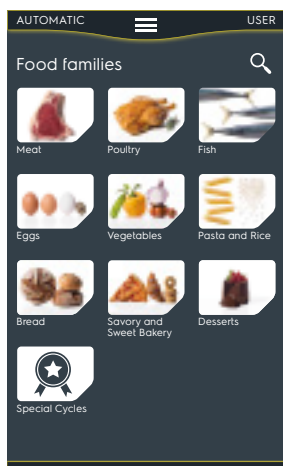 AUTOMATIC USER
Food families
Meat Poultry Fish
Eggs Vegetables Pasta and Rice
Bread Savory and Sweet Bakery Desserts
Special Cycles